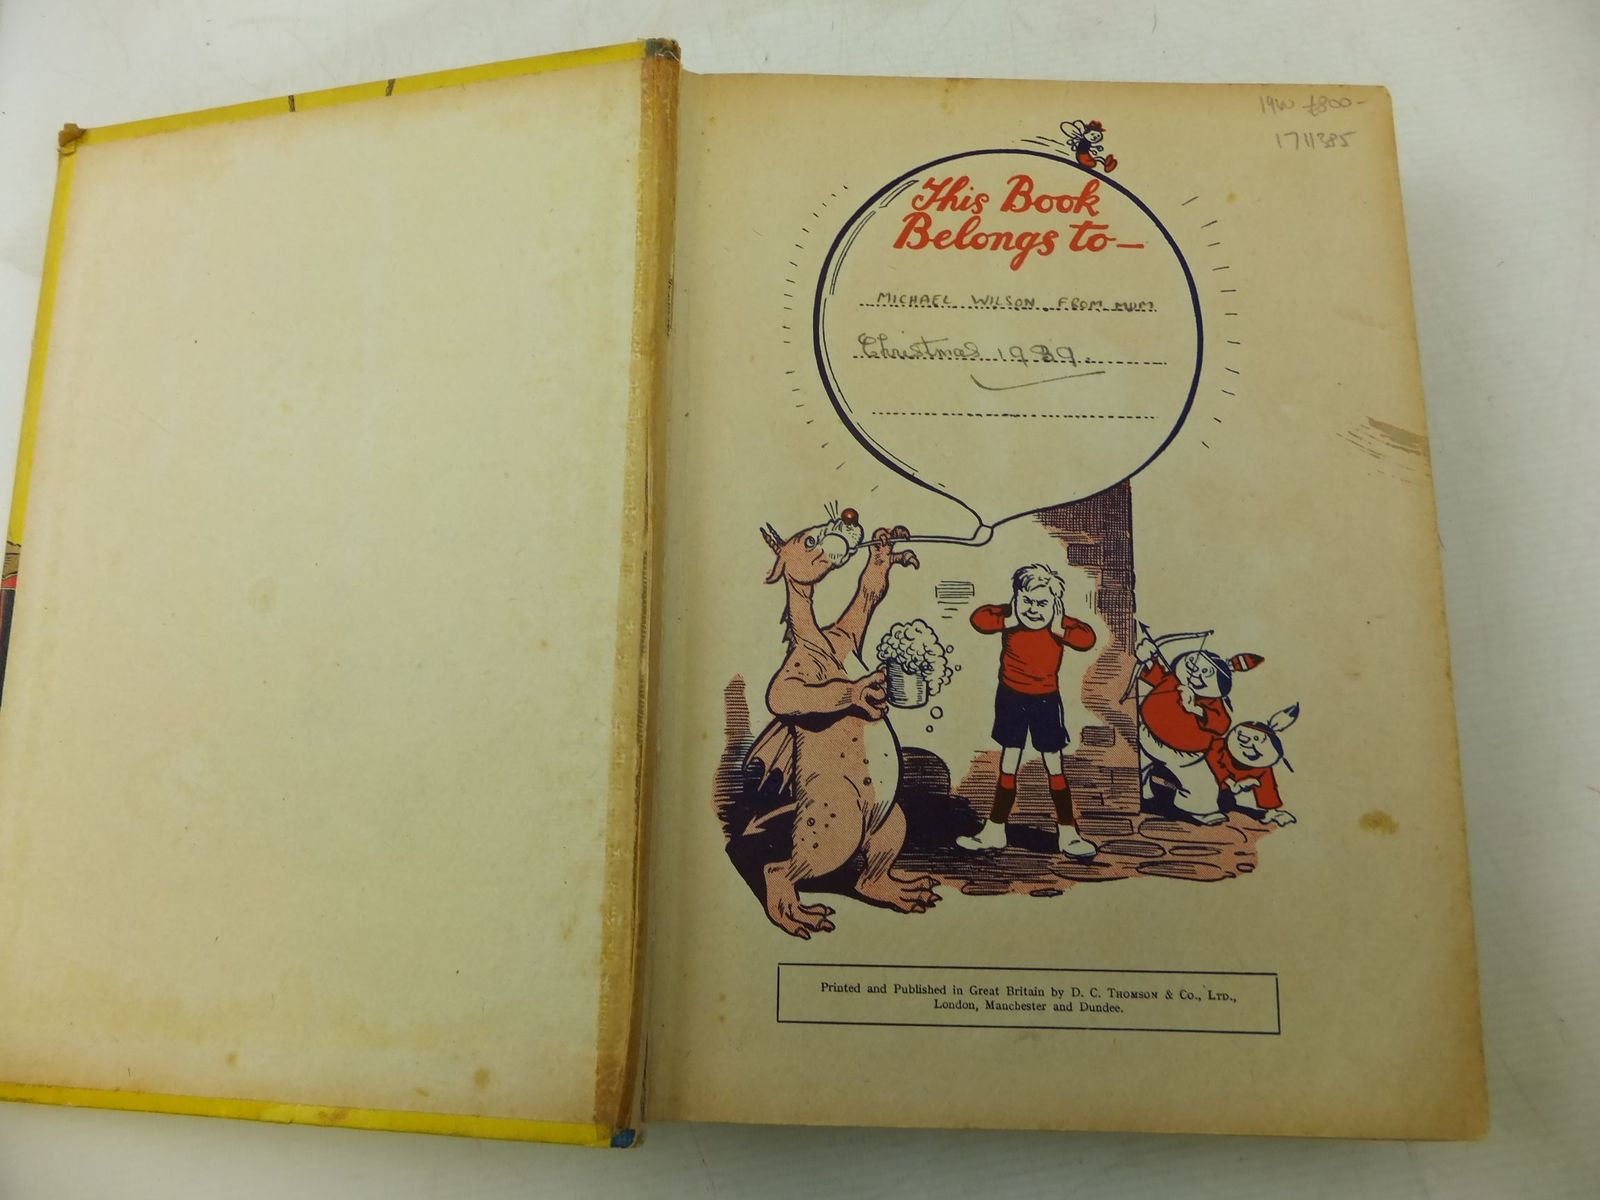 1940 £800-
1711385
This Book
Belongs to—
MICHAEL WILSON FROM MUM
Christmas 1939.
Printed and Published in Great Britain by D. C. THOMSON & Co., LTD.,
London, Manchester and Dundee.